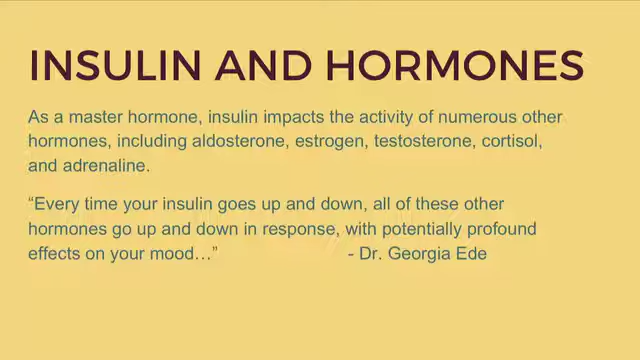 INSULIN AND HORMONES
As a master hormone, insulin impacts the activity of numerous other
hormones, including aldosterone, estrogen, testosterone, cortisol,
and adrenaline.
“Every time your insulin goes up and down, all of these other
hormones go up and down in response, with potentially profound
effects on your mood…” - Dr. Georgia Ede